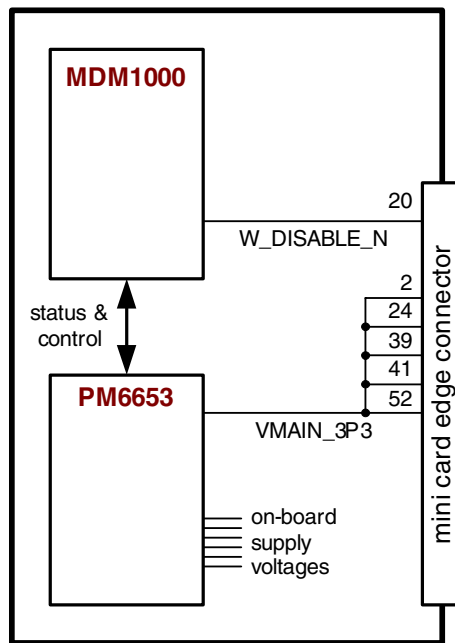 MDM1000
20
W_DISABLE_N
2
24
39
41
52
status &
control
PM6653
VMAIN_3P3
on-board
supply
voltages
mini card edge connector